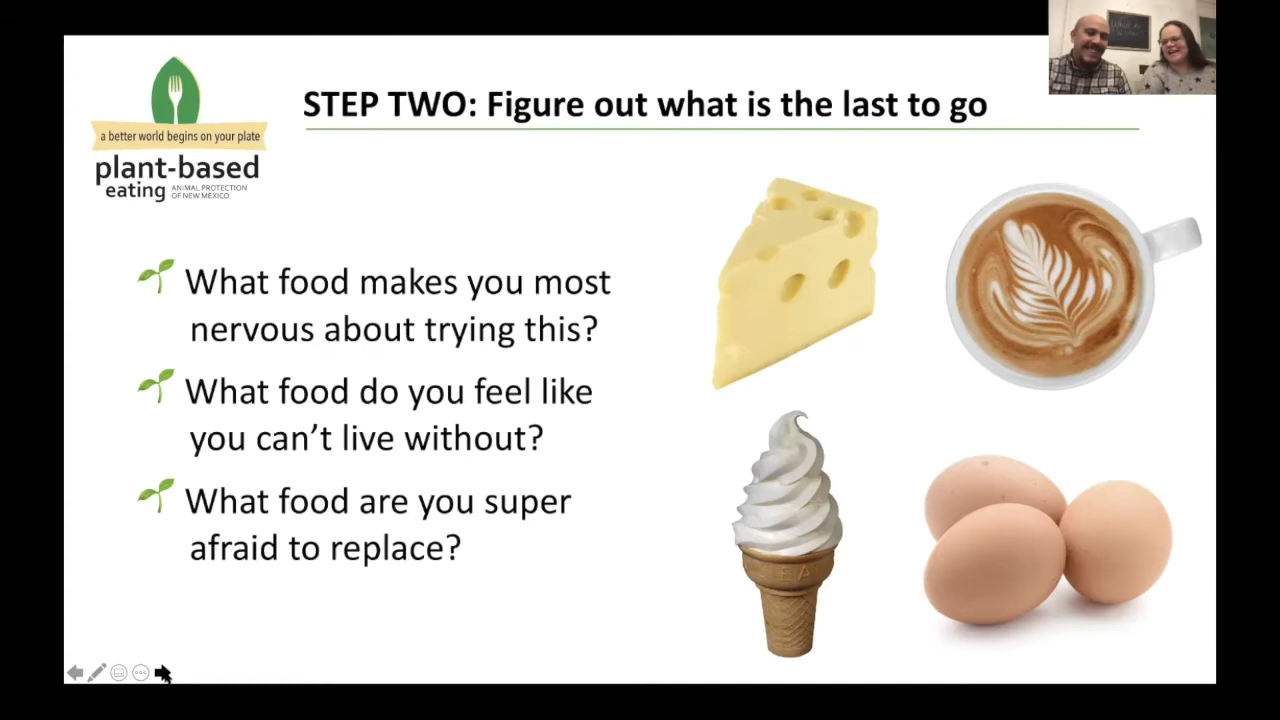 STEP TWO: Figure out what is the last to go
a better world begins on your plate
plant-based
eating ANIMAL PROTECTION
OF NEW MEXICO
What food makes you most
nervous about trying this?
What food do you feel like
you can’t live without?
What food are you super
afraid to replace?